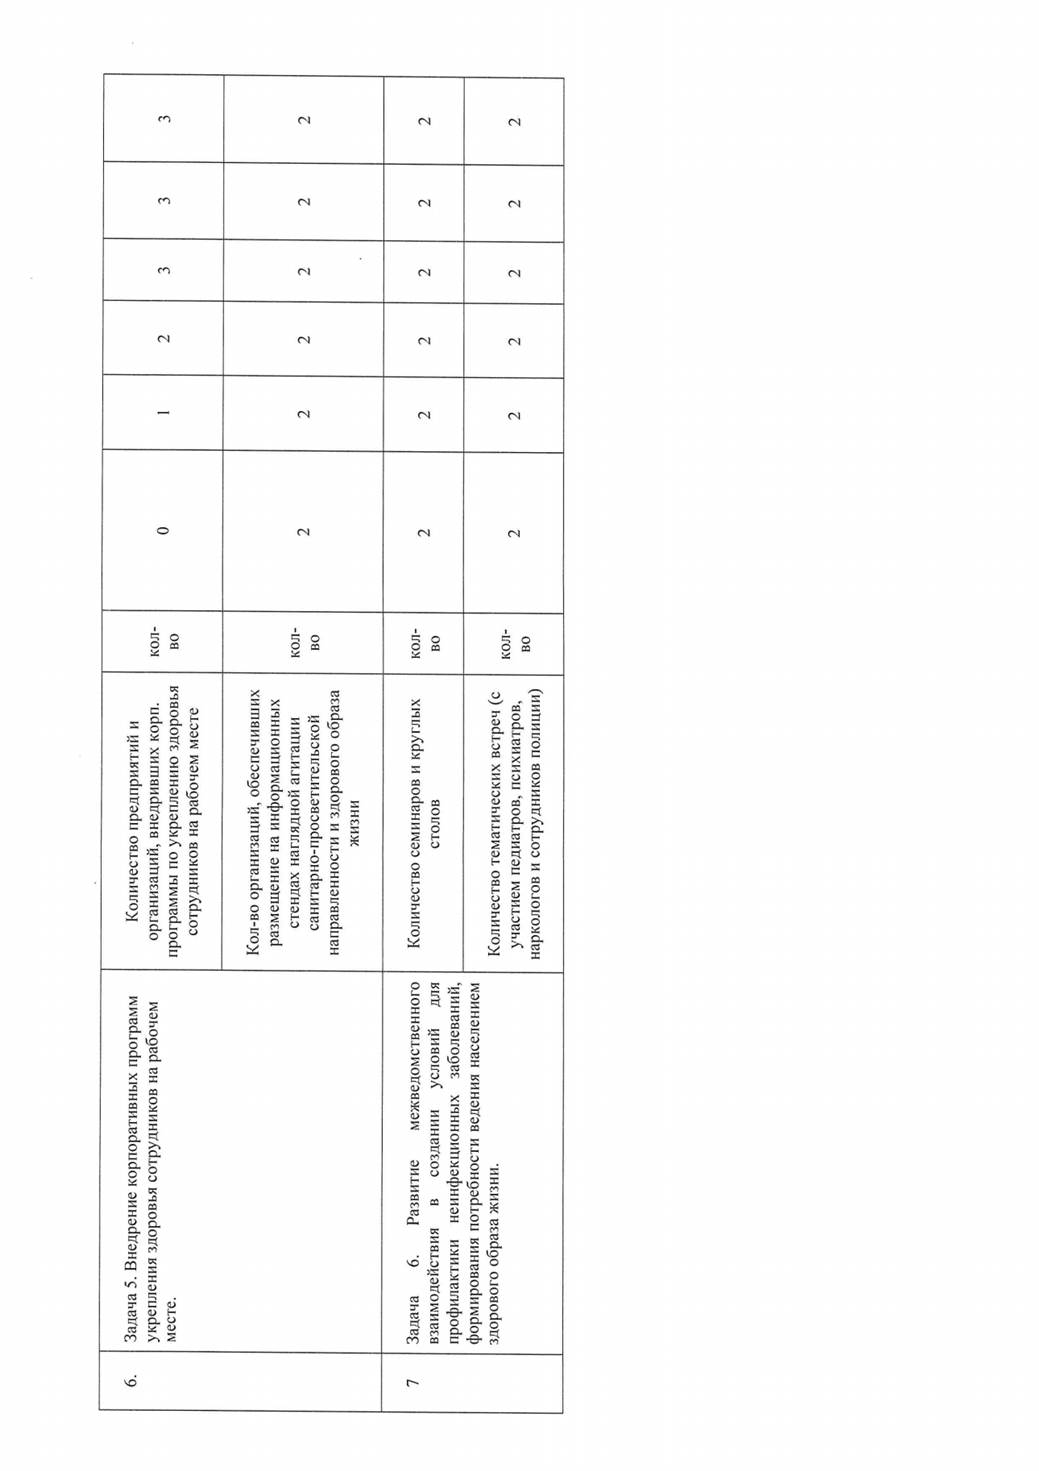 6.
Задача 5. Внедрение корпоративных программ
укрепления здоровья сотрудников на рабочем
месте.
Количество предприятий и
организаций, внедривших корп.
программы по укреплению здоровья
сотрудников на рабочем месте
кол-
во
0
1
2
3
3
3
Кол-во организаций, обеспечивших
размещение на информационных
стендах наглядной агитации
санитарно-просветительской
направленности и здорового образа
жизни
кол-
во
2
2
2
2
2
2
7
Задача 6. Развитие межведомственного
взаимодействия в создании условий для
профилактики неинфекционных заболеваний,
формирования потребности ведения населением
здорового образа жизни.
Количество семинаров и круглых
столов
кол-
во
2
2
2
2
2
2
Количество тематических встреч (с
участием педиатров, психиатров,
наркологов и сотрудников полиции)
кол-
во
2
2
2
2
2
2